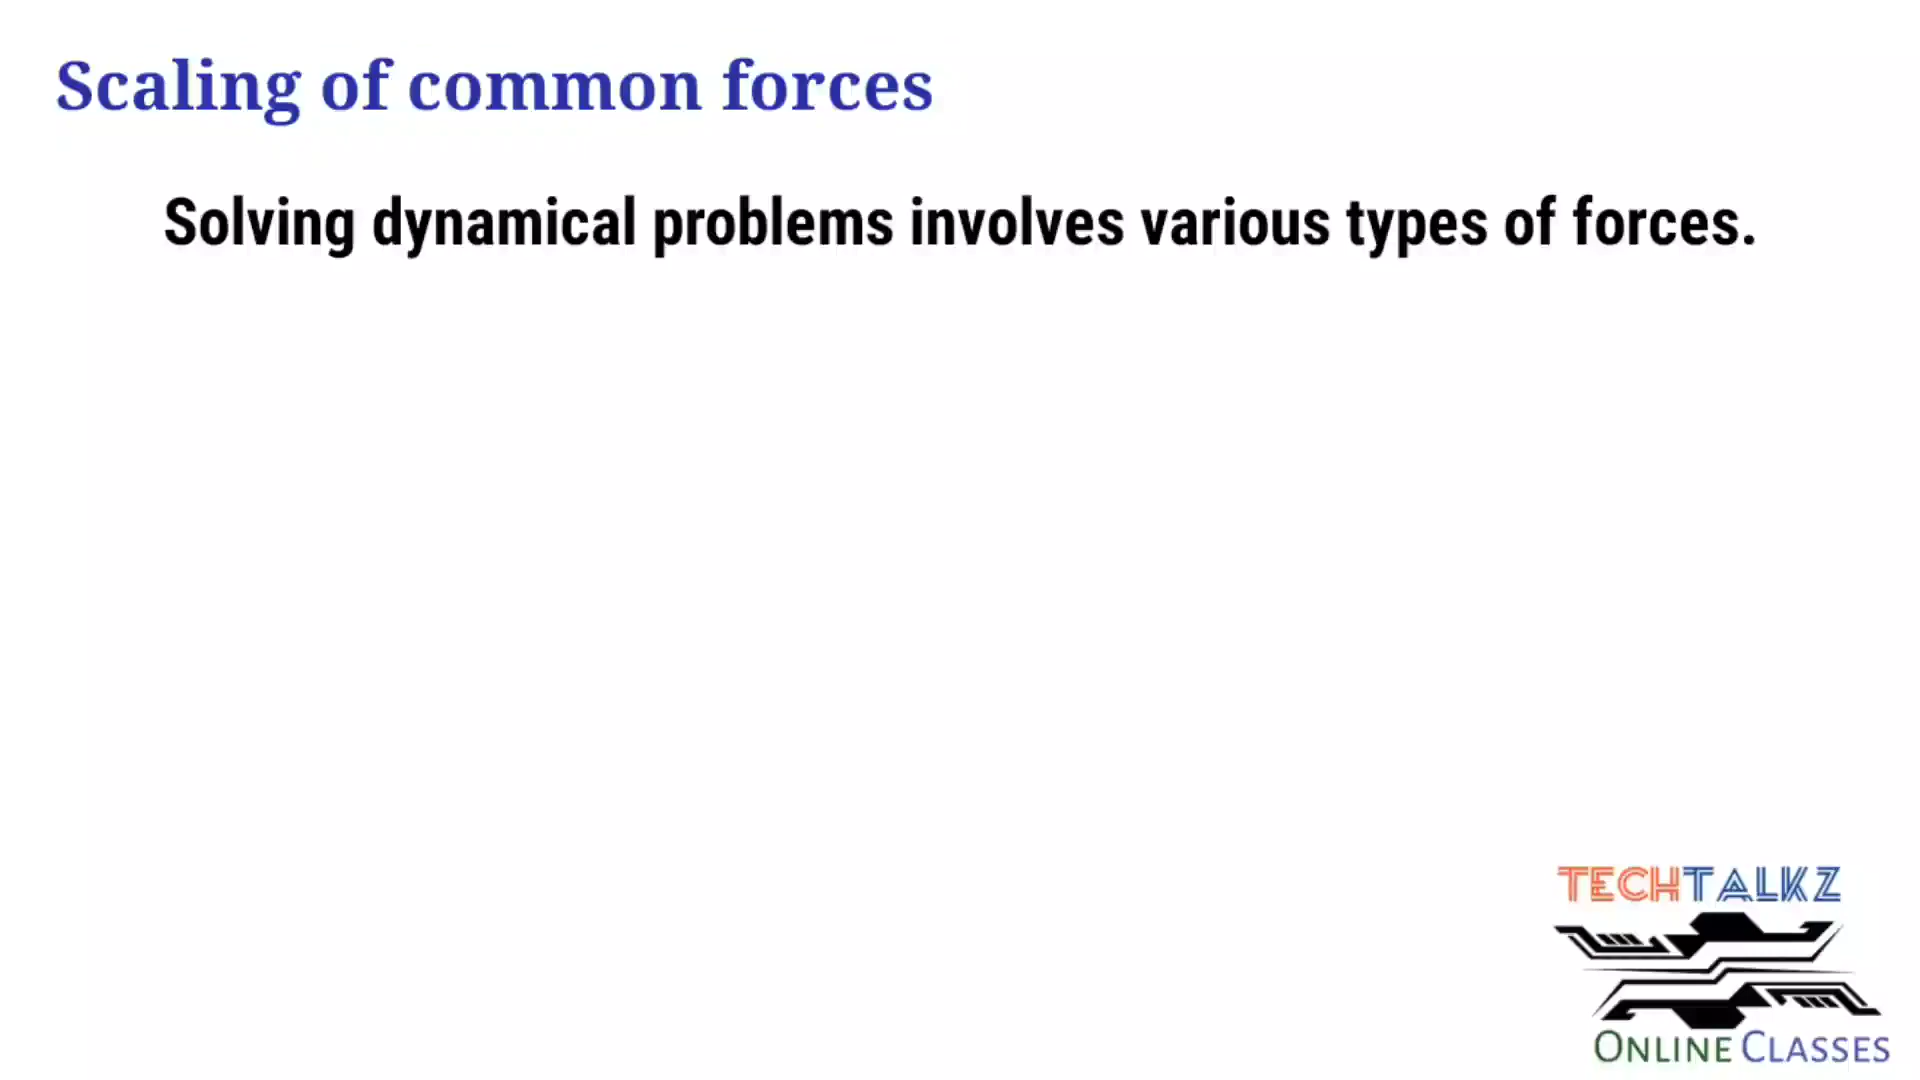 Scaling of common forces
Solving dynamical problems involves various types of forces.
TECHTALKZ
ONLINE CLASSES